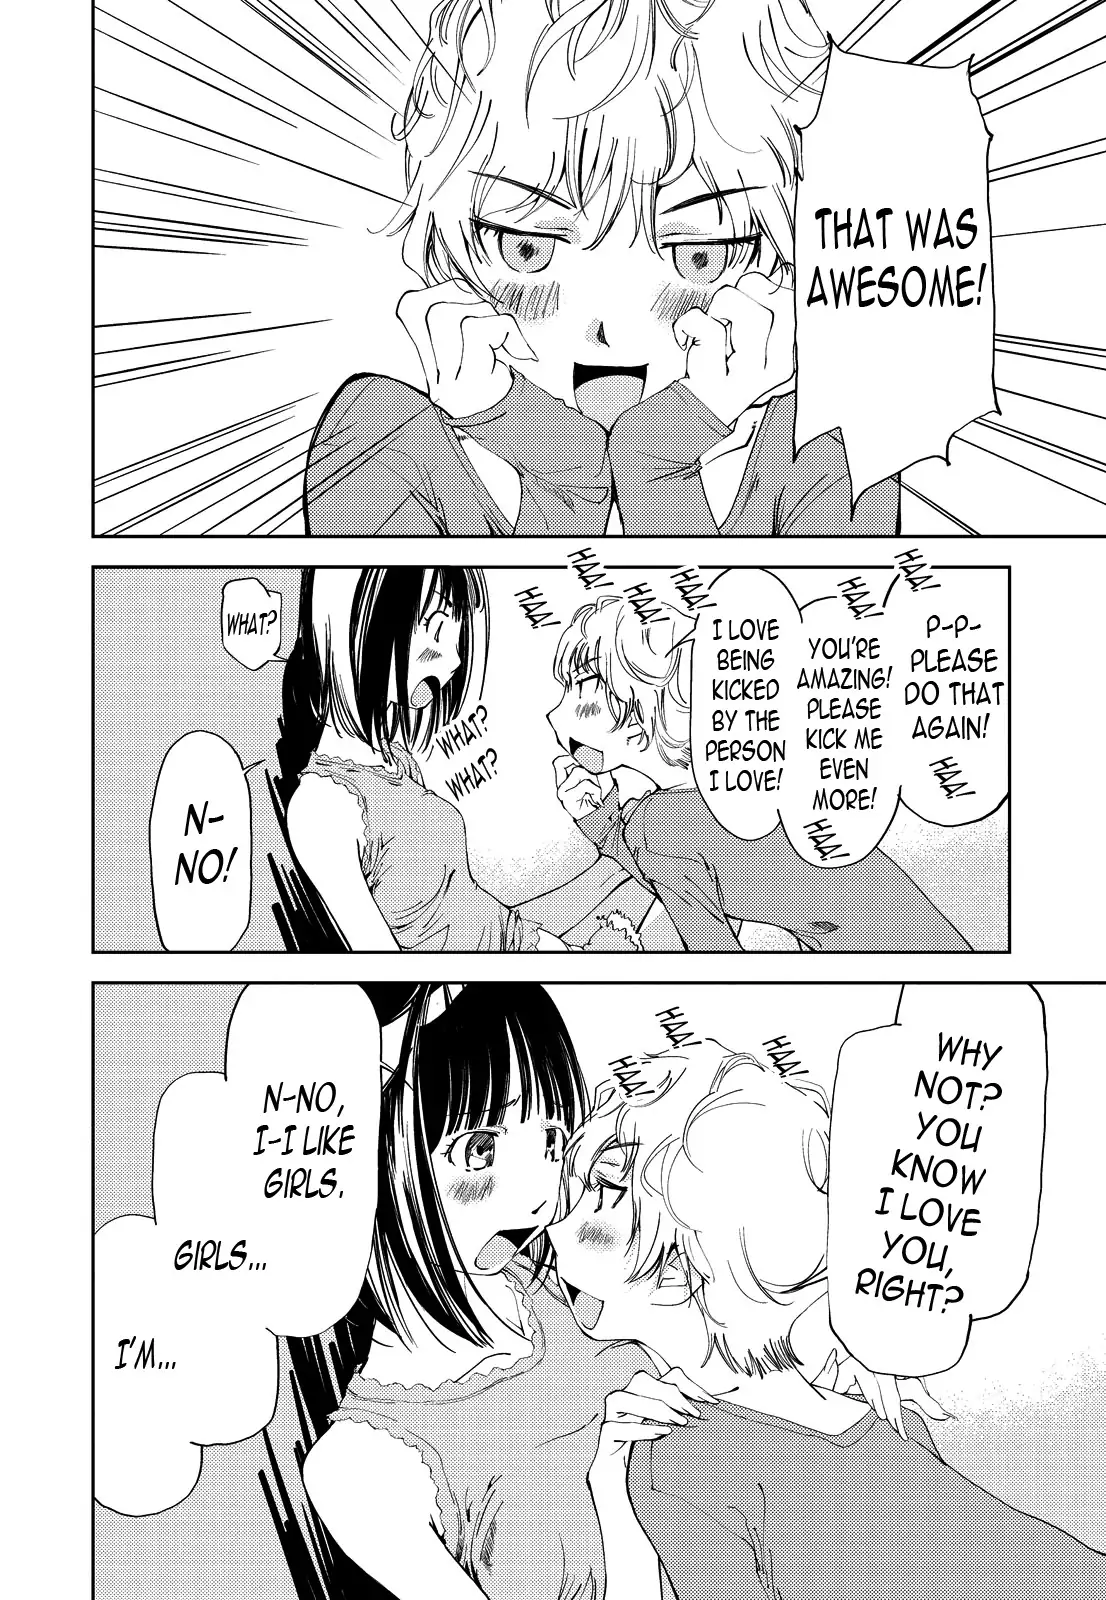 THAT WAS
AWESOME!
P-P-
PLEASE
DO THAT
AGAIN!
HAA!
HAA!
HAA!
YOU'RE
AMAZING!
PLEASE
KICK ME
EVEN
MORE!
HAA!
I LOVE
BEING
KICKED
BY THE
PERSON
I LOVE!
HAA!
HAA!
HAA!
HAA!
HAA!
WHAT?
WHAT?
WHAT?
N-
NO!
WHY
NOT?
YOU
KNOW
I LOVE
YOU,
RIGHT?
HAA!
HAA!
HAA!
N-NO,
I-I LIKE
GIRLS.
GIRLS...
I'M...